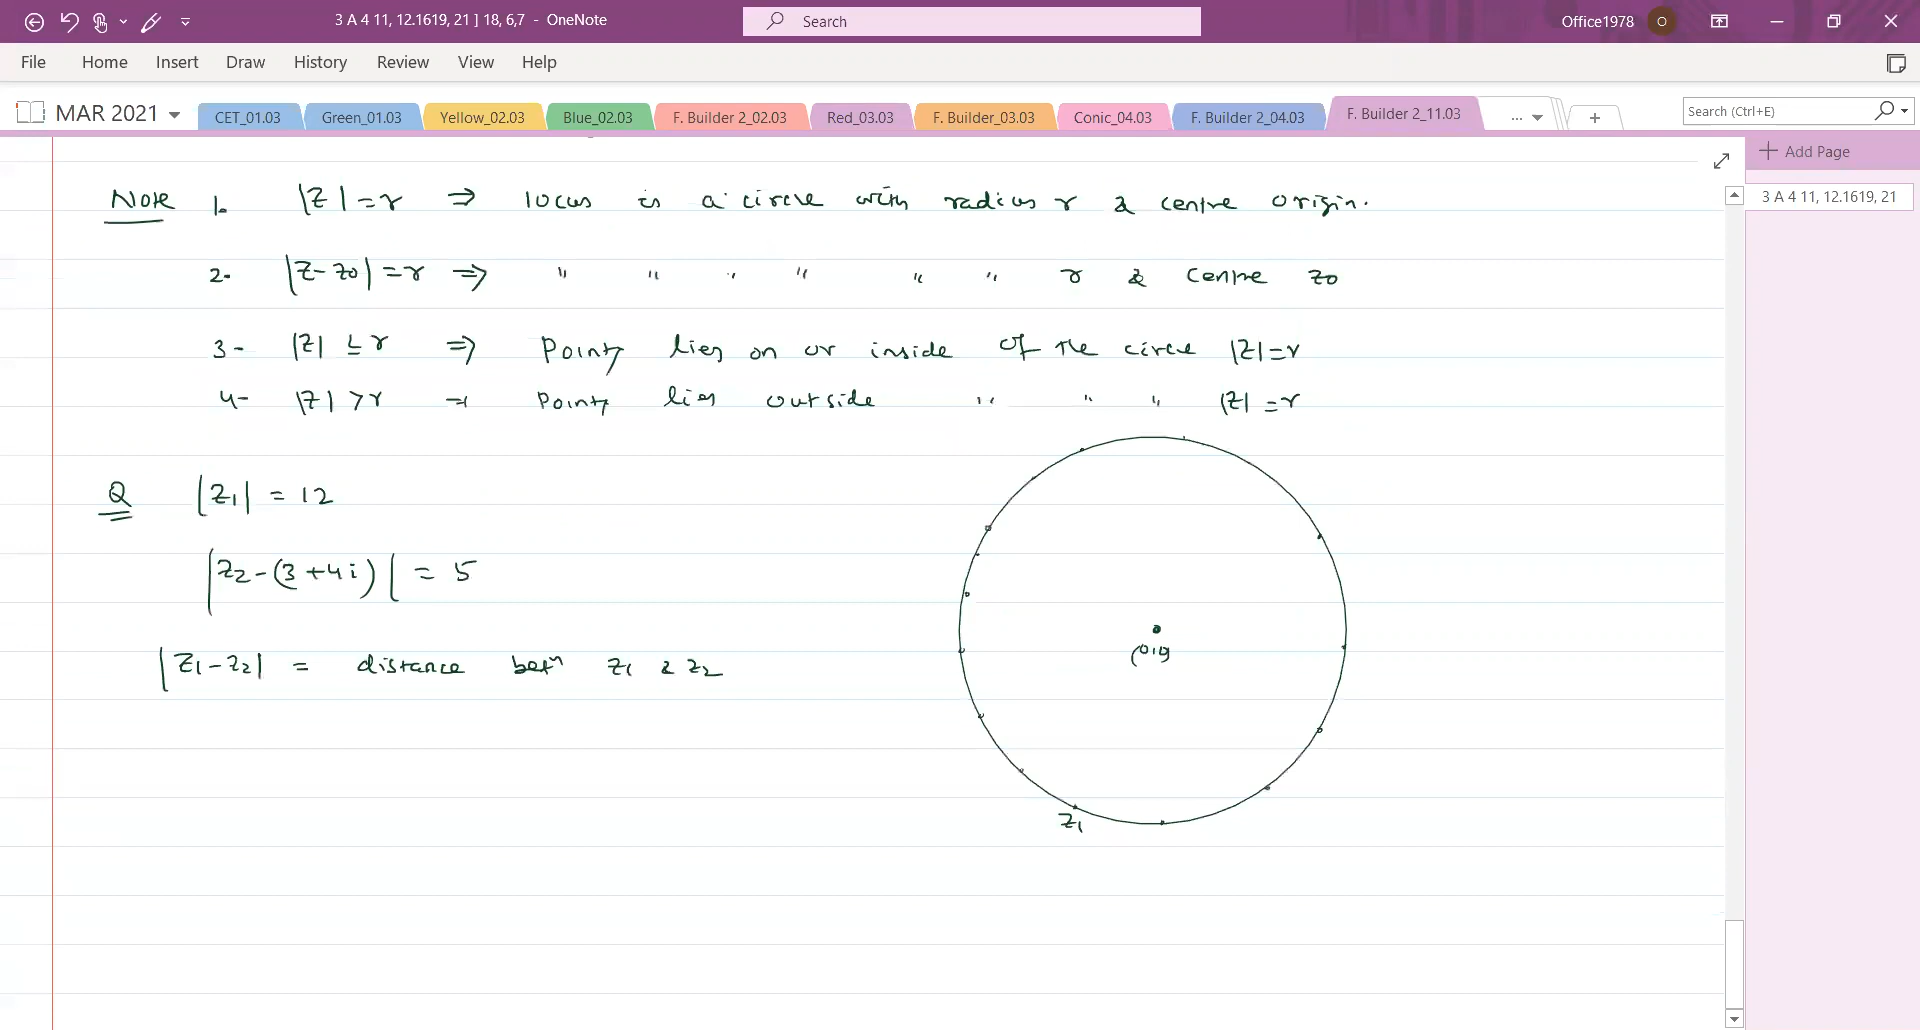 3 A 4 11, 12.1619, 21 ] 18, 6,7 - OneNote
Search
Office1978
O
File Home Insert Draw History Review View Help
MAR 2021
CET_01.03 Green_01.03 Yellow_02.03 Blue_02.03 F. Builder 2_02.03 Red_03.03 F. Builder_03.03 Conic_04.03 F. Builder 2_04.03 F. Builder 2_11.03 ... +
Search (Ctrl+E)
Add Page
3 A 4 11, 12.1619, 21
Note 1. |Z| = r ⇒ locus is a circle with radius r & centre origin.
2. |Z - z0| = r ⇒ " " " " " " r & centre z0
3- |Z| ≤ r ⇒ Points lies on or inside of the circle |Z| = r
4- |Z| > r ⇒ Points lies outside " " " |Z| = r
Q |Z1| = 12
|Z2 - (3 + 4i)| = 5
|Z1 - Z2| = distance betn z1 & z2
(0,0)
Z1